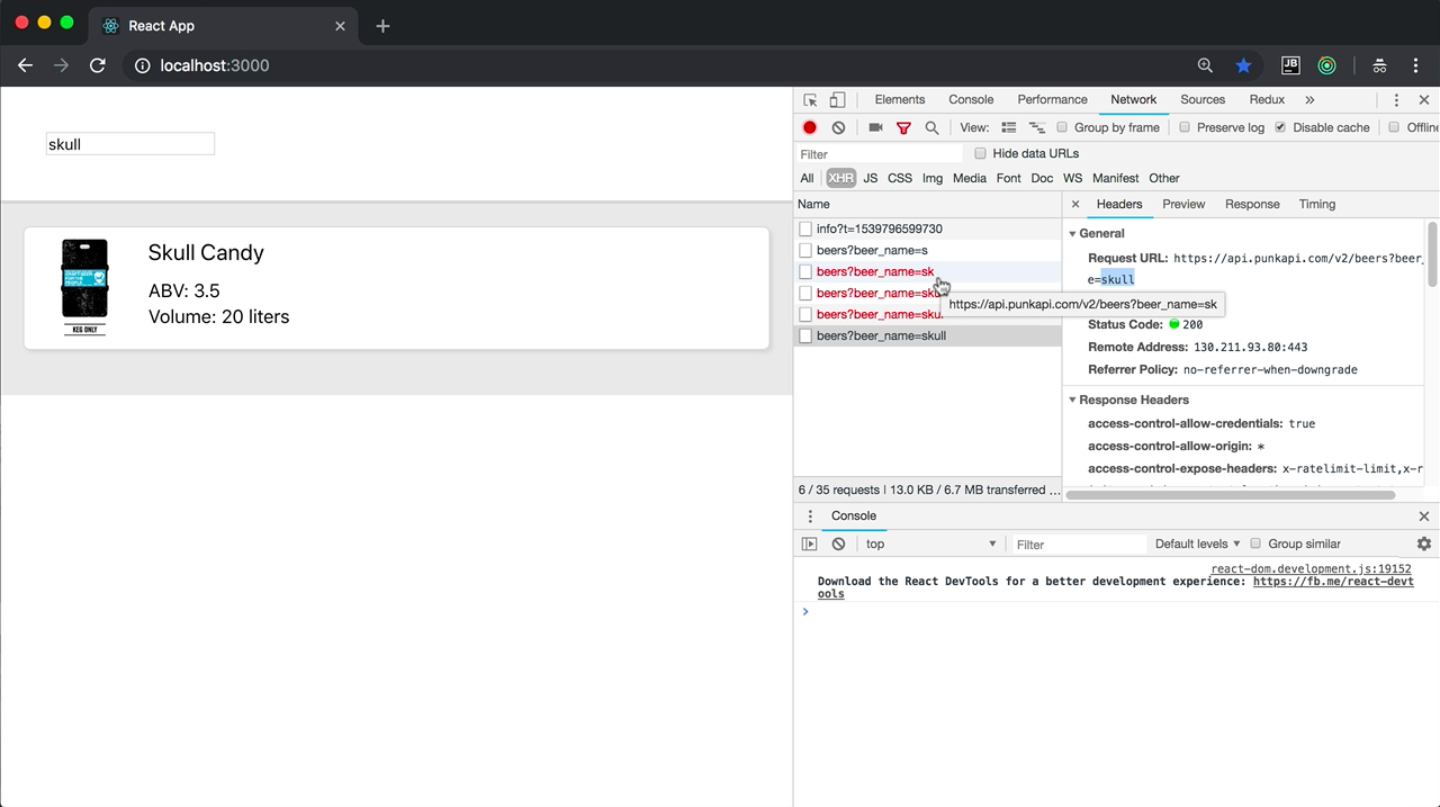 React App
localhost:3000
JB
skull
Skull Candy
ABV: 3.5
Volume: 20 liters
KEG ONLY
Elements Console Performance Network Sources Redux »
View: Group by frame Preserve log Disable cache Offlin
Filter Hide data URLs
All XHR JS CSS Img Media Font Doc WS Manifest Other
Name
info?t=1539796599730
beers?beer_name=s
beers?beer_name=sk
beers?beer_name=sku
beers?beer_name=skul
beers?beer_name=skull
6 / 35 requests | 13.0 KB / 6.7 MB transferred ...
Headers Preview Response Timing
General
Request URL: https://api.punkapi.com/v2/beers?beer_
e=skull
https://api.punkapi.com/v2/beers?beer_name=sk
Status Code: 200
Remote Address: 130.211.93.80:443
Referrer Policy: no-referrer-when-downgrade
Response Headers
access-control-allow-credentials: true
access-control-allow-origin: *
access-control-expose-headers: x-ratelimit-limit,x-r
Console
top Filter Default levels Group similar
react-dom.development.js:19152
Download the React DevTools for a better development experience: https://fb.me/react-devt
ools